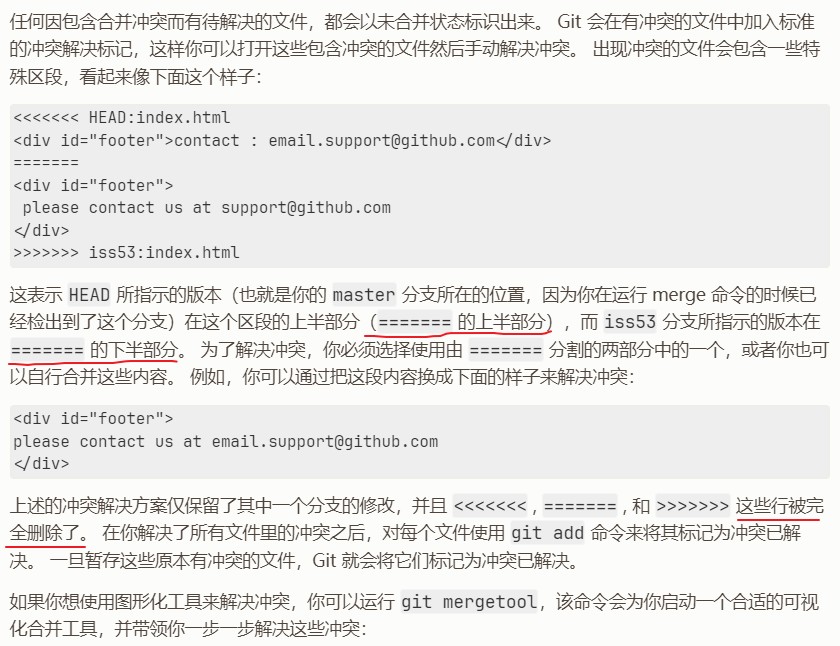 任何因包含合并冲突而有待解决的文件，都会以未合并状态标识出来。 Git 会在有冲突的文件中加入标准
的冲突解决标记，这样你可以打开这些包含冲突的文件然后手动解决冲突。 出现冲突的文件会包含一些特
殊区段，看起来像下面这个样子：
<<<<<<< HEAD:index.html
<div id="footer">contact : email.support@github.com</div>
=======
<div id="footer">
 please contact us at support@github.com
</div>
>>>>>>> iss53:index.html
这表示 HEAD 所指示的版本（也就是你的 master 分支所在的位置，因为你在运行 merge 命令的时候已
经检出到了这个分支）在这个区段的上半部分（======= 的上半部分），而 iss53 分支所指示的版本在
======= 的下半部分。 为了解决冲突，你必须选择使用由 ======= 分割的两部分中的一个，或者你也可
以自行合并这些内容。 例如，你可以通过把这段内容换成下面的样子来解决冲突：
<div id="footer">
please contact us at email.support@github.com
</div>
上述的冲突解决方案仅保留了其中一个分支的修改，并且 <<<<<<< , ======= , 和 >>>>>>> 这些行被完
全删除了。 在你解决了所有文件里的冲突之后，对每个文件使用 git add 命令来将其标记为冲突已解
决。 一旦暂存这些原本有冲突的文件，Git 就会将它们标记为冲突已解决。
如果你想使用图形化工具来解决冲突，你可以运行 git mergetool，该命令会为你启动一个合适的可视
化合并工具，并带领你一步一步解决这些冲突：